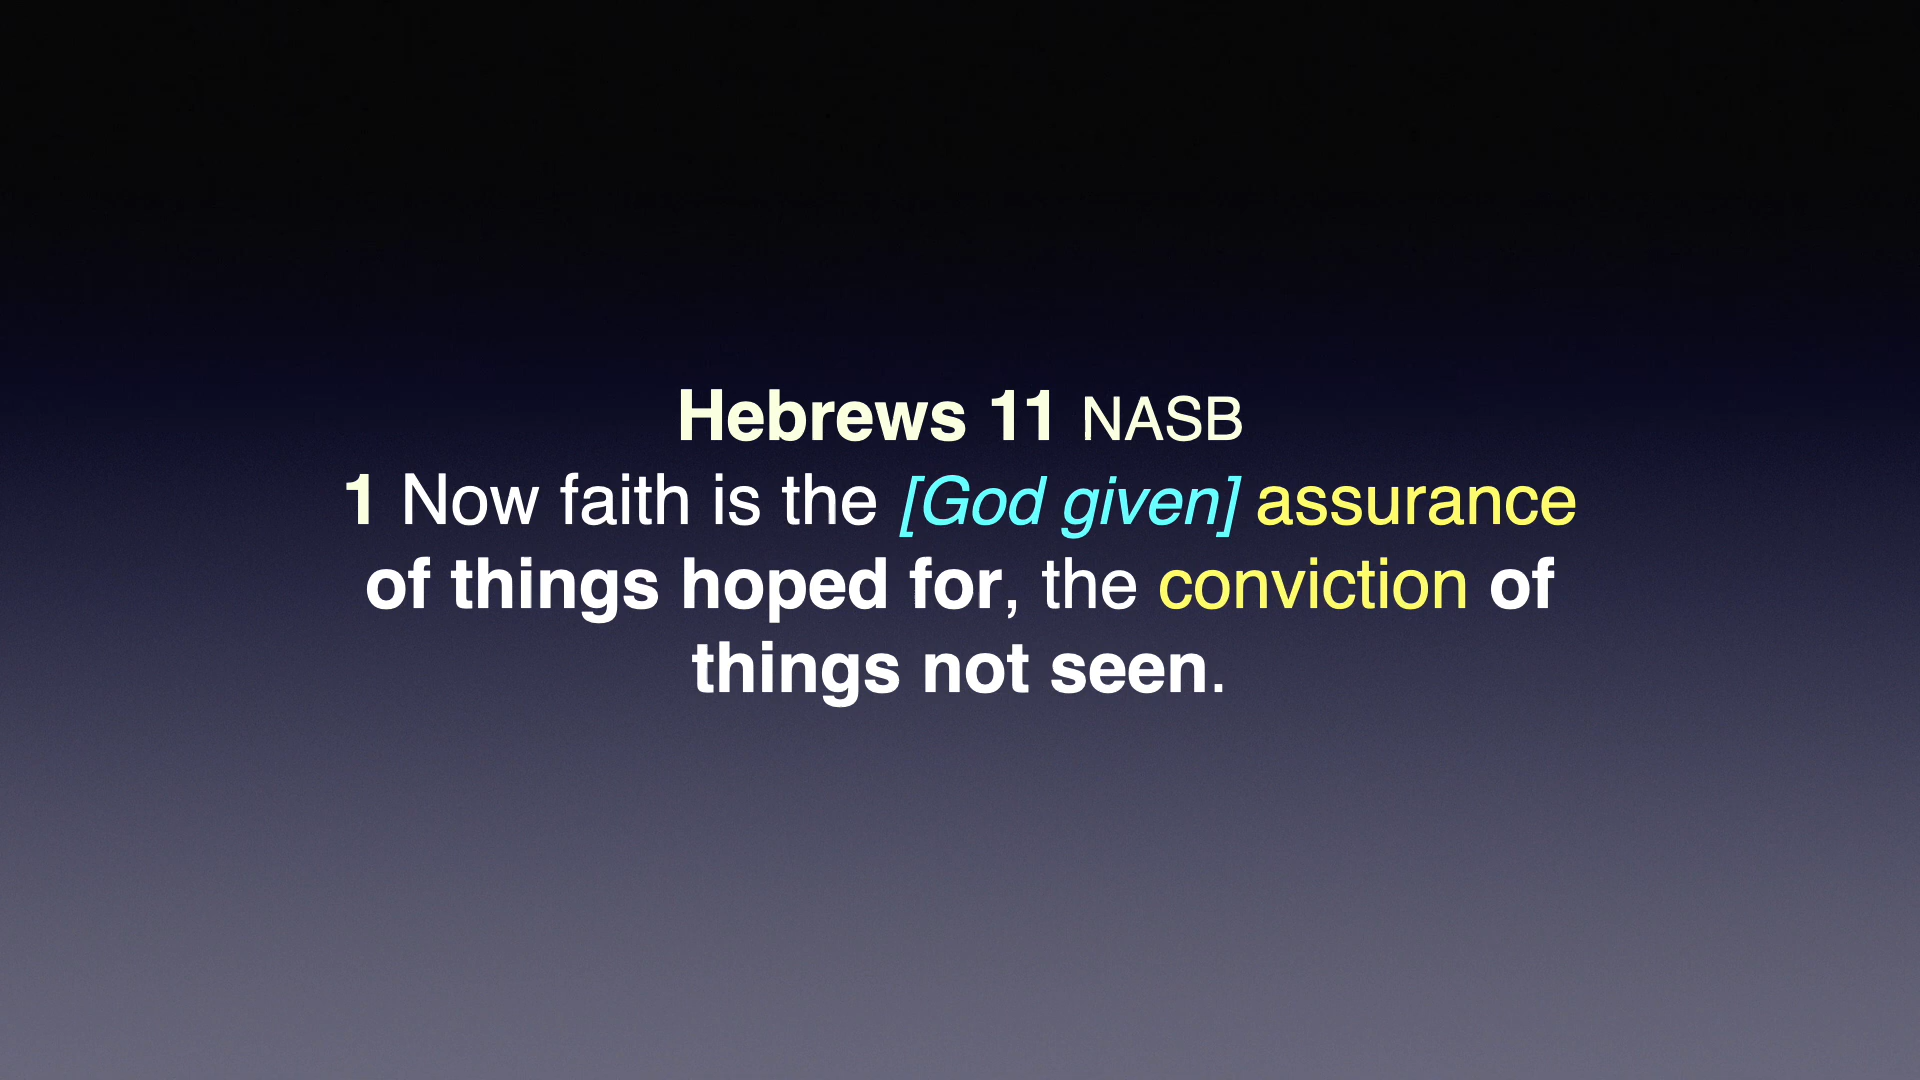 Hebrews 11 NASB
1 Now faith is the [God given] assurance
of things hoped for, the conviction of
things not seen.